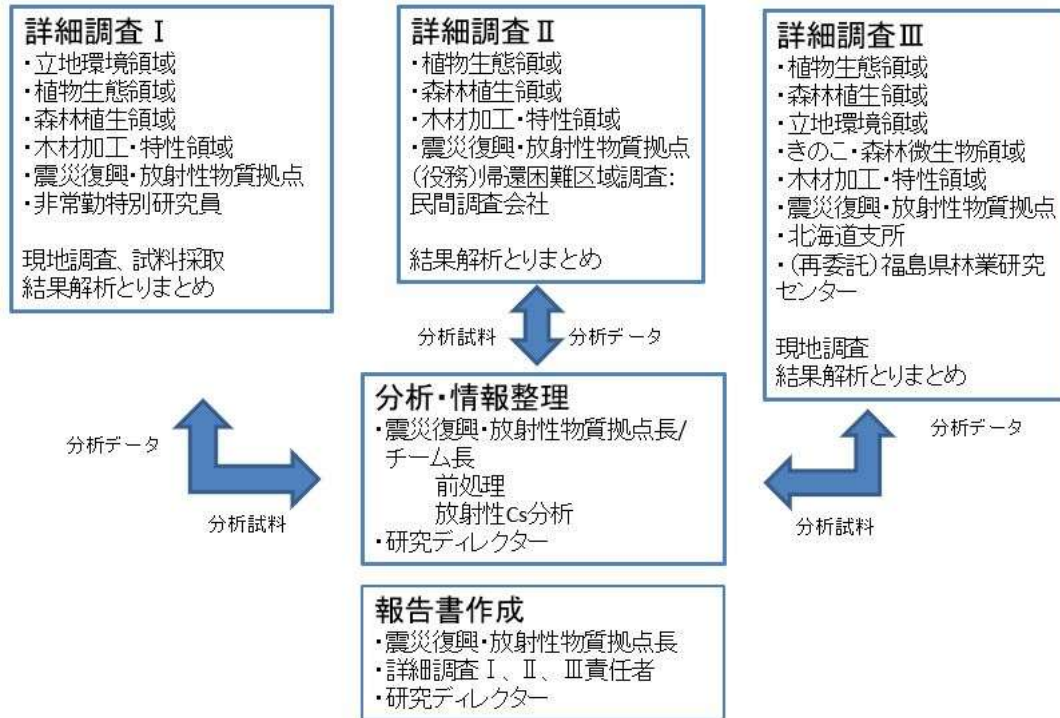 詳細調査Ⅰ
・立地環境領域
・植物生態領域
・森林植生領域
・木材加工・特性領域
・震災復興・放射性物質拠点
・非常勤特別研究員
現地調査、試料採取
結果解析とりまとめ
詳細調査Ⅱ
・植物生態領域
・森林植生領域
・木材加工・特性領域
・震災復興・放射性物質拠点
(役務)帰還困難区域調査:
民間調査会社
結果解析とりまとめ
詳細調査Ⅲ
・植物生態領域
・森林植生領域
・立地環境領域
・きのこ・森林微生物領域
・木材加工・特性領域
・震災復興・放射性物質拠点
・北海道支所
・(再委託)福島県林業研究
センター
現地調査
結果解析とりまとめ
分析試料
分析データ
分析データ
分析試料
分析データ
分析試料
分析・情報整理
・震災復興・放射性物質拠点長/
チーム長
前処理
放射性Cs分析
・研究ディレクター
報告書作成
・震災復興・放射性物質拠点長
・詳細調査Ⅰ、Ⅱ、Ⅲ責任者
・研究ディレクター